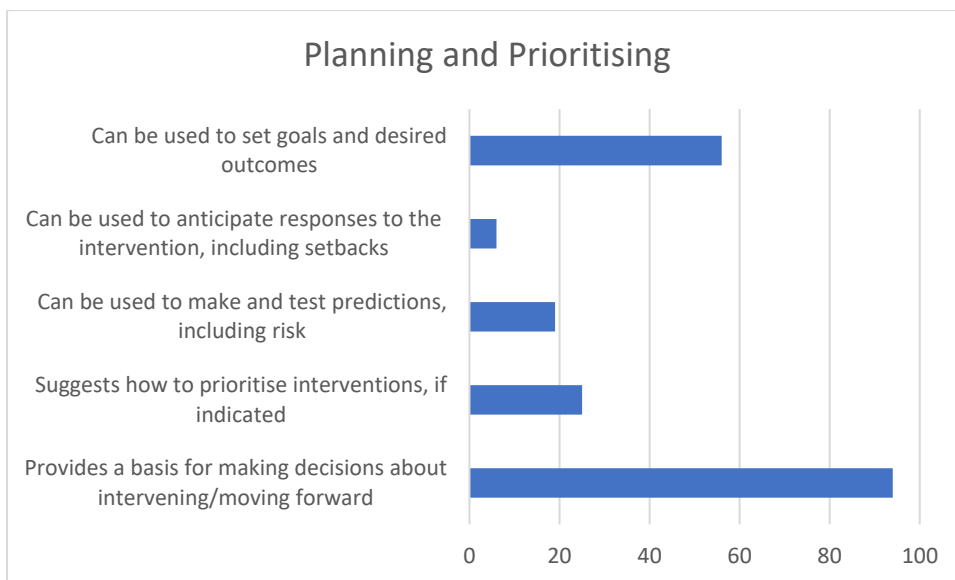 Planning and Prioritising
Can be used to set goals and desired
outcomes
Can be used to anticipate responses to the
intervention, including setbacks
Can be used to make and test predictions,
including risk
Suggests how to prioritise interventions, if
indicated
Provides a basis for making decisions about
intervening/moving forward
0 20 40 60 80 100